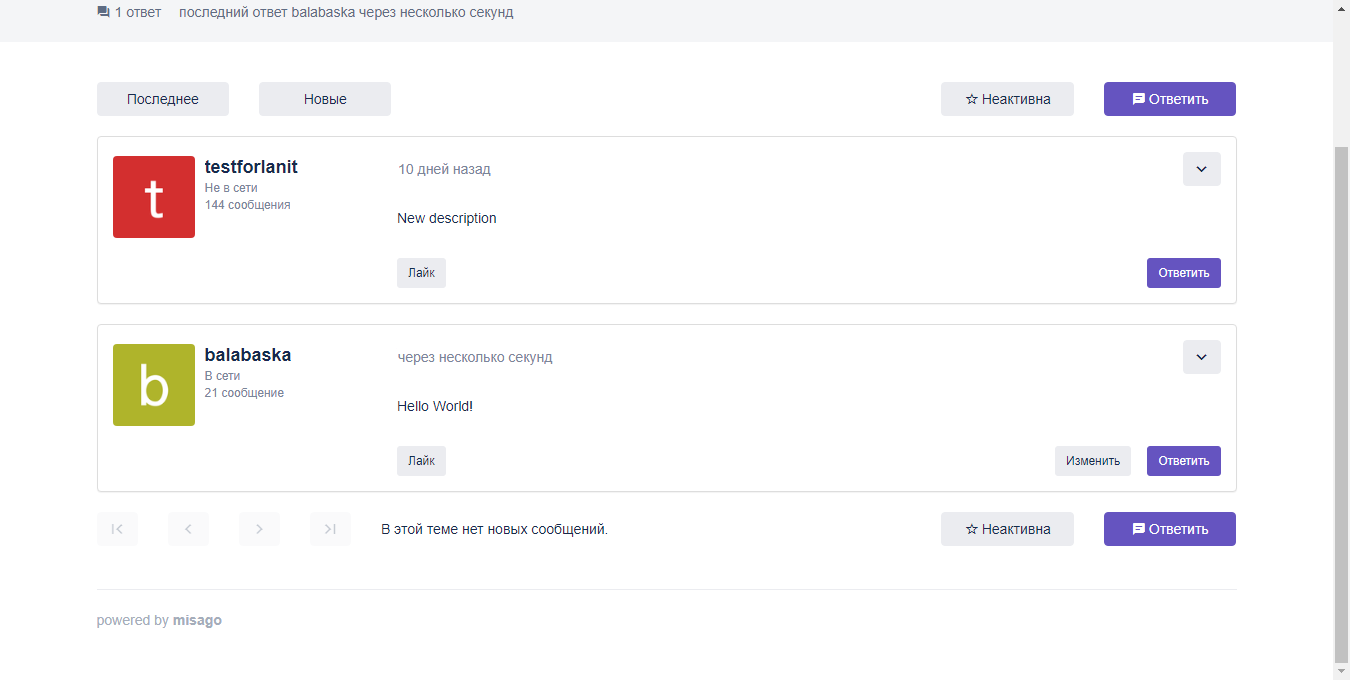 1 ответ последний ответ balabaska через несколько секунд
Последнее Новые Неактивна Ответить
t
testforlanit
Не в сети
144 сообщения
10 дней назад
New description
Лайк Ответить
b
balabaska
В сети
21 сообщение
через несколько секунд
Hello World!
Лайк Изменить Ответить
В этой теме нет новых сообщений. Неактивна Ответить
powered by misago